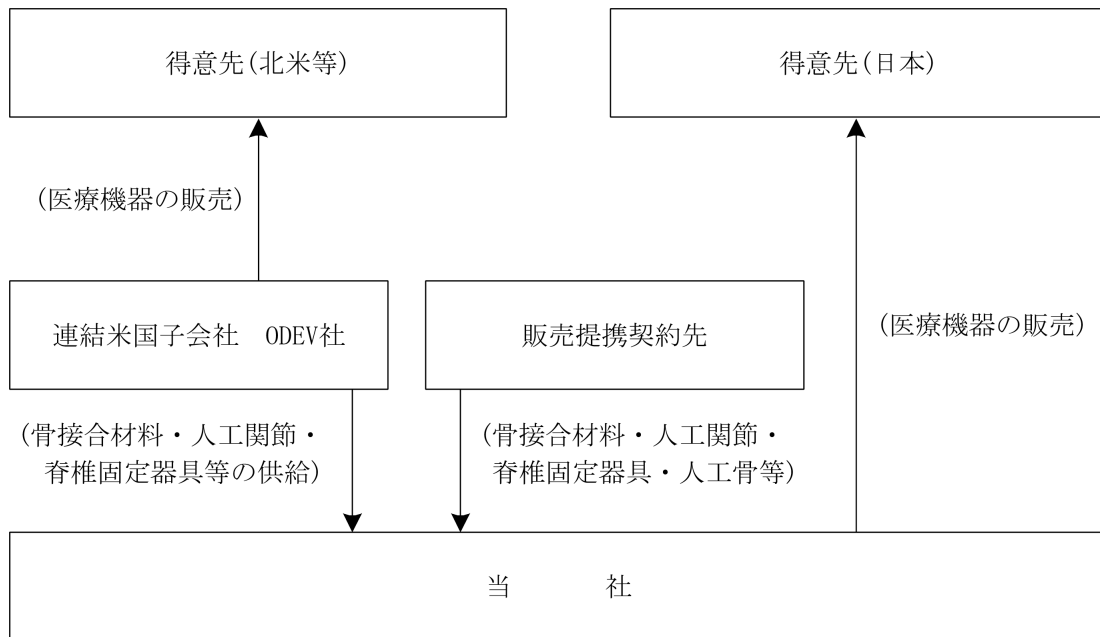 得意先(北米等)
得意先(日本)
(医療機器の販売)
連結米国子会社　ODEV社
販売提携契約先
(医療機器の販売)
(骨接合材料・人工関節・
脊椎固定器具等の供給)
(骨接合材料・人工関節・
脊椎固定器具・人工骨等)
当　　　社